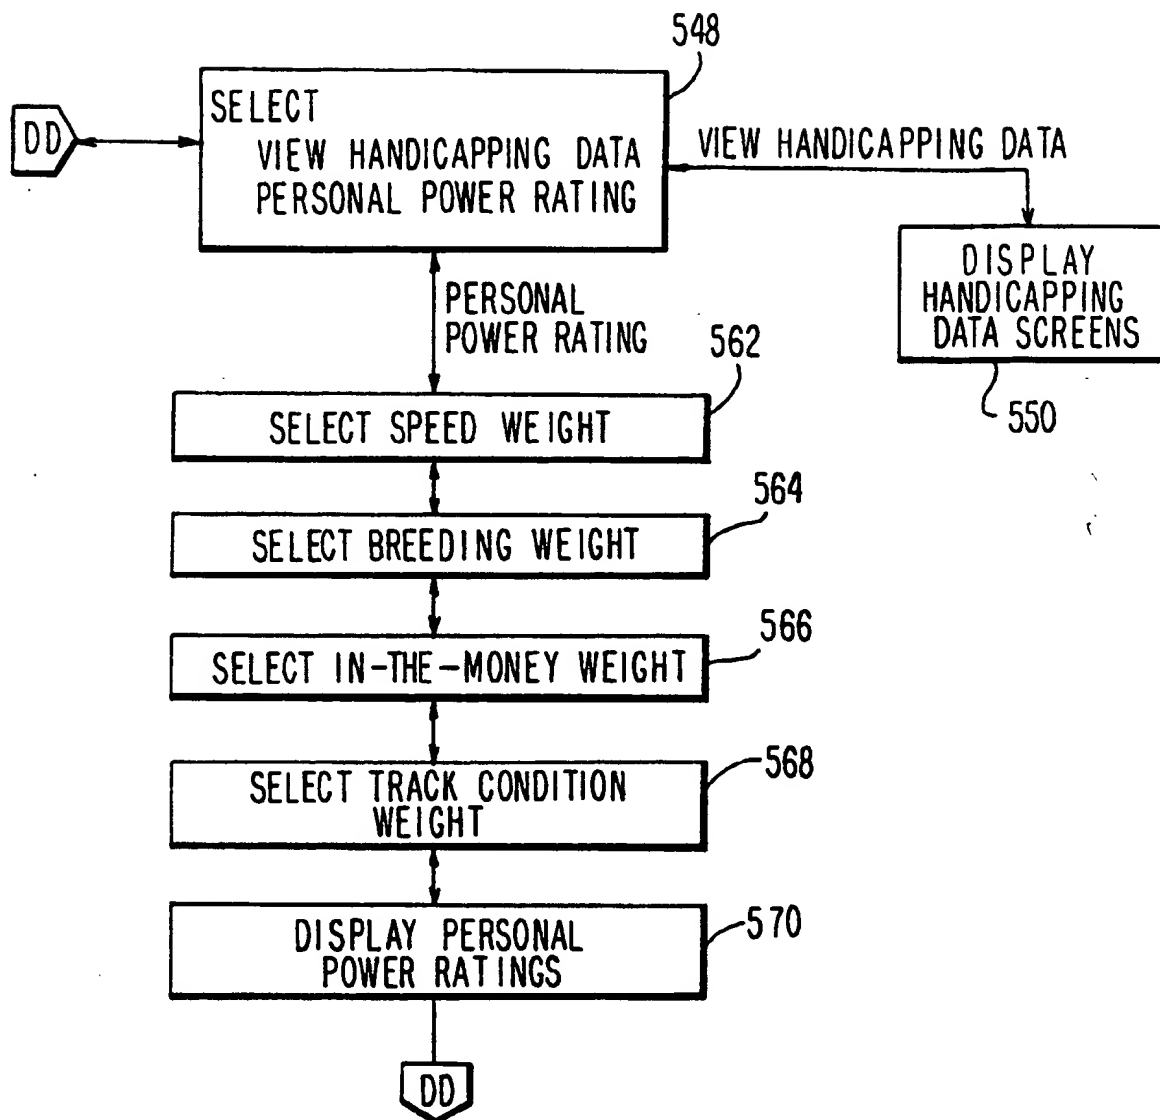 548
DD
SELECT
VIEW HANDICAPPING DATA
PERSONAL POWER RATING
VIEW HANDICAPPING DATA
DISPLAY
HANDICAPPING
DATA SCREENS
550
PERSONAL
POWER RATING
562
SELECT SPEED WEIGHT
564
SELECT BREEDING WEIGHT
566
SELECT IN-THE-MONEY WEIGHT
568
SELECT TRACK CONDITION
WEIGHT
570
DISPLAY PERSONAL
POWER RATINGS
DD